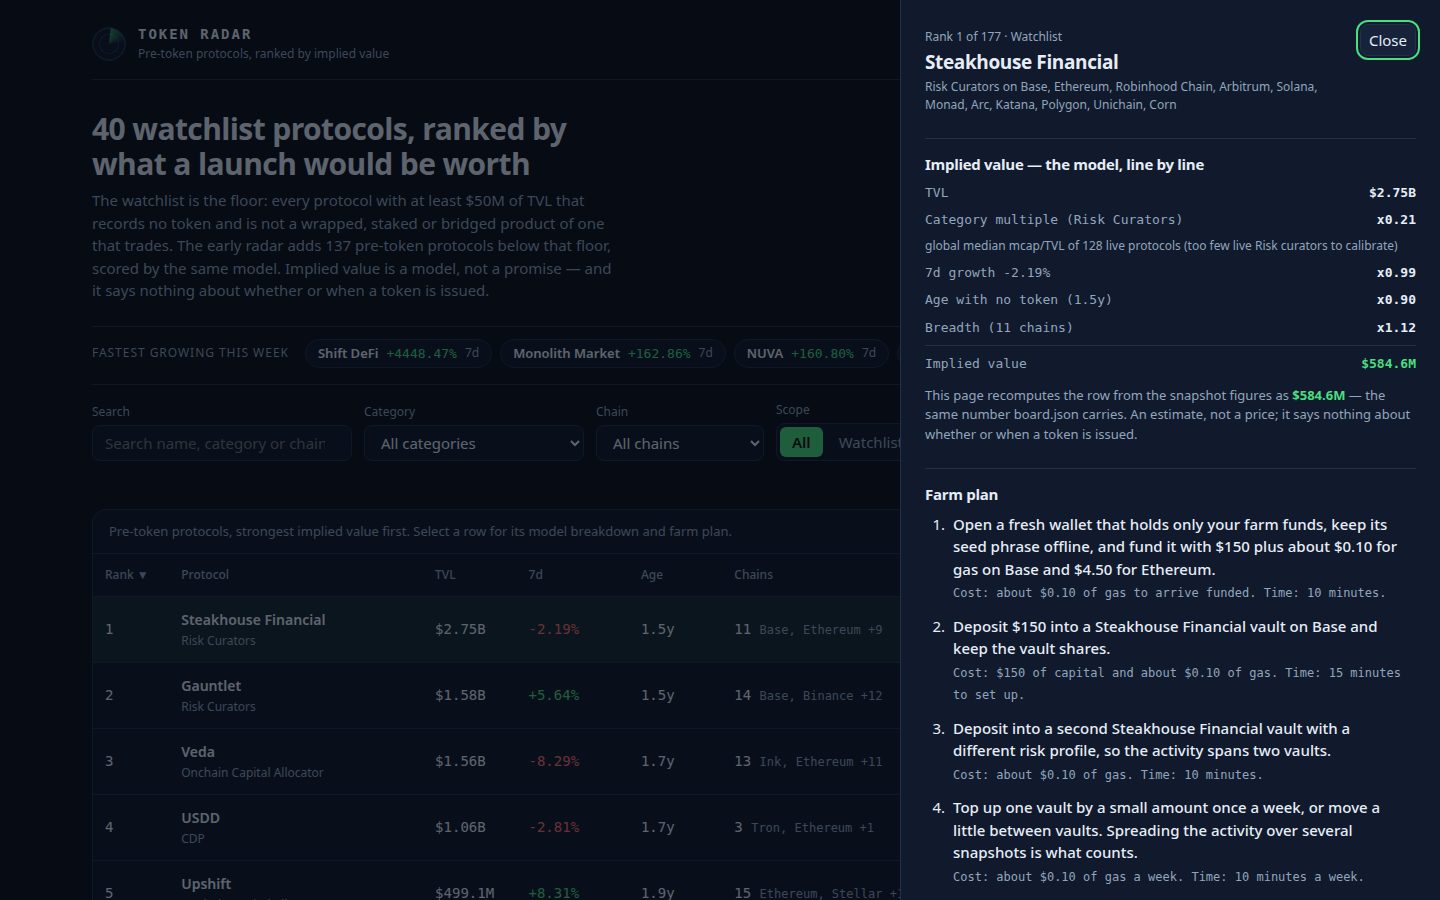 TOKEN RADAR
Pre-token protocols, ranked by implied value
40 watchlist protocols, ranked by
what a launch would be worth
The watchlist is the floor: every protocol with at least $50M of TVL that
records no token and is not a wrapped, staked or bridged product of one
that trades. The early radar adds 137 pre-token protocols below that floor,
scored by the same model. Implied value is a model, not a promise — and
it says nothing about whether or when a token is issued.
FASTEST GROWING THIS WEEK
Shift DeFi +4448.47% 7d
Monolith Market +162.86% 7d
NUVA +160.80% 7d
Search
Category
Chain
Scope
Search name, category or chain
All categories
All chains
All
Watchlist
Pre-token protocols, strongest implied value first. Select a row for its model breakdown and farm plan.
Rank ▼ Protocol TVL 7d Age Chains
1 Steakhouse Financial $2.75B -2.19% 1.5y 11 Base, Ethereum +9
Risk Curators
2 Gauntlet $1.58B +5.64% 1.5y 14 Base, Binance +12
Risk Curators
3 Veda $1.56B -8.29% 1.7y 13 Ink, Ethereum +11
Onchain Capital Allocator
4 USDD $1.06B -2.81% 1.7y 3 Tron, Ethereum +1
CDP
5 Upshift $499.1M +8.31% 1.9y 15 Ethereum, Stellar
Rank 1 of 177 · Watchlist
Close
Steakhouse Financial
Risk Curators on Base, Ethereum, Robinhood Chain, Arbitrum, Solana,
Monad, Arc, Katana, Polygon, Unichain, Corn
Implied value — the model, line by line
TVL $2.75B
Category multiple (Risk Curators) x0.21
global median mcap/TVL of 128 live protocols (too few live Risk curators to calibrate)
7d growth -2.19% x0.99
Age with no token (1.5y) x0.90
Breadth (11 chains) x1.12
Implied value $584.6M
This page recomputes the row from the snapshot figures as $584.6M — the
same number board.json carries. An estimate, not a price; it says nothing about
whether or when a token is issued.
Farm plan
1. Open a fresh wallet that holds only your farm funds, keep its
seed phrase offline, and fund it with $150 plus about $0.10 for
gas on Base and $4.50 for Ethereum.
Cost: about $0.10 of gas to arrive funded. Time: 10 minutes.
2. Deposit $150 into a Steakhouse Financial vault on Base and
keep the vault shares.
Cost: $150 of capital and about $0.10 of gas. Time: 15 minutes
to set up.
3. Deposit into a second Steakhouse Financial vault with a
different risk profile, so the activity spans two vaults.
Cost: about $0.10 of gas. Time: 10 minutes.
4. Top up one vault by a small amount once a week, or move a
little between vaults. Spreading the activity over several
snapshots is what counts.
Cost: about $0.10 of gas a week. Time: 10 minutes a week.